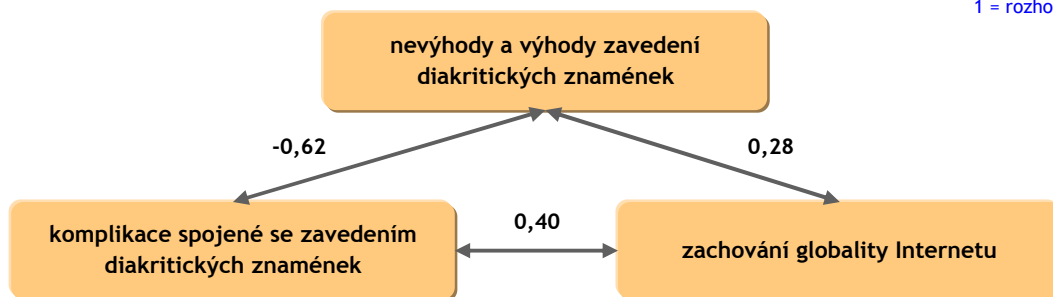 1 =
nevýhody a výhody zavedení
diakritických znamének
-0,62
0,28
komplikace spojené se zavedením
diakritických znamének
0,40
zachování globality Internetu